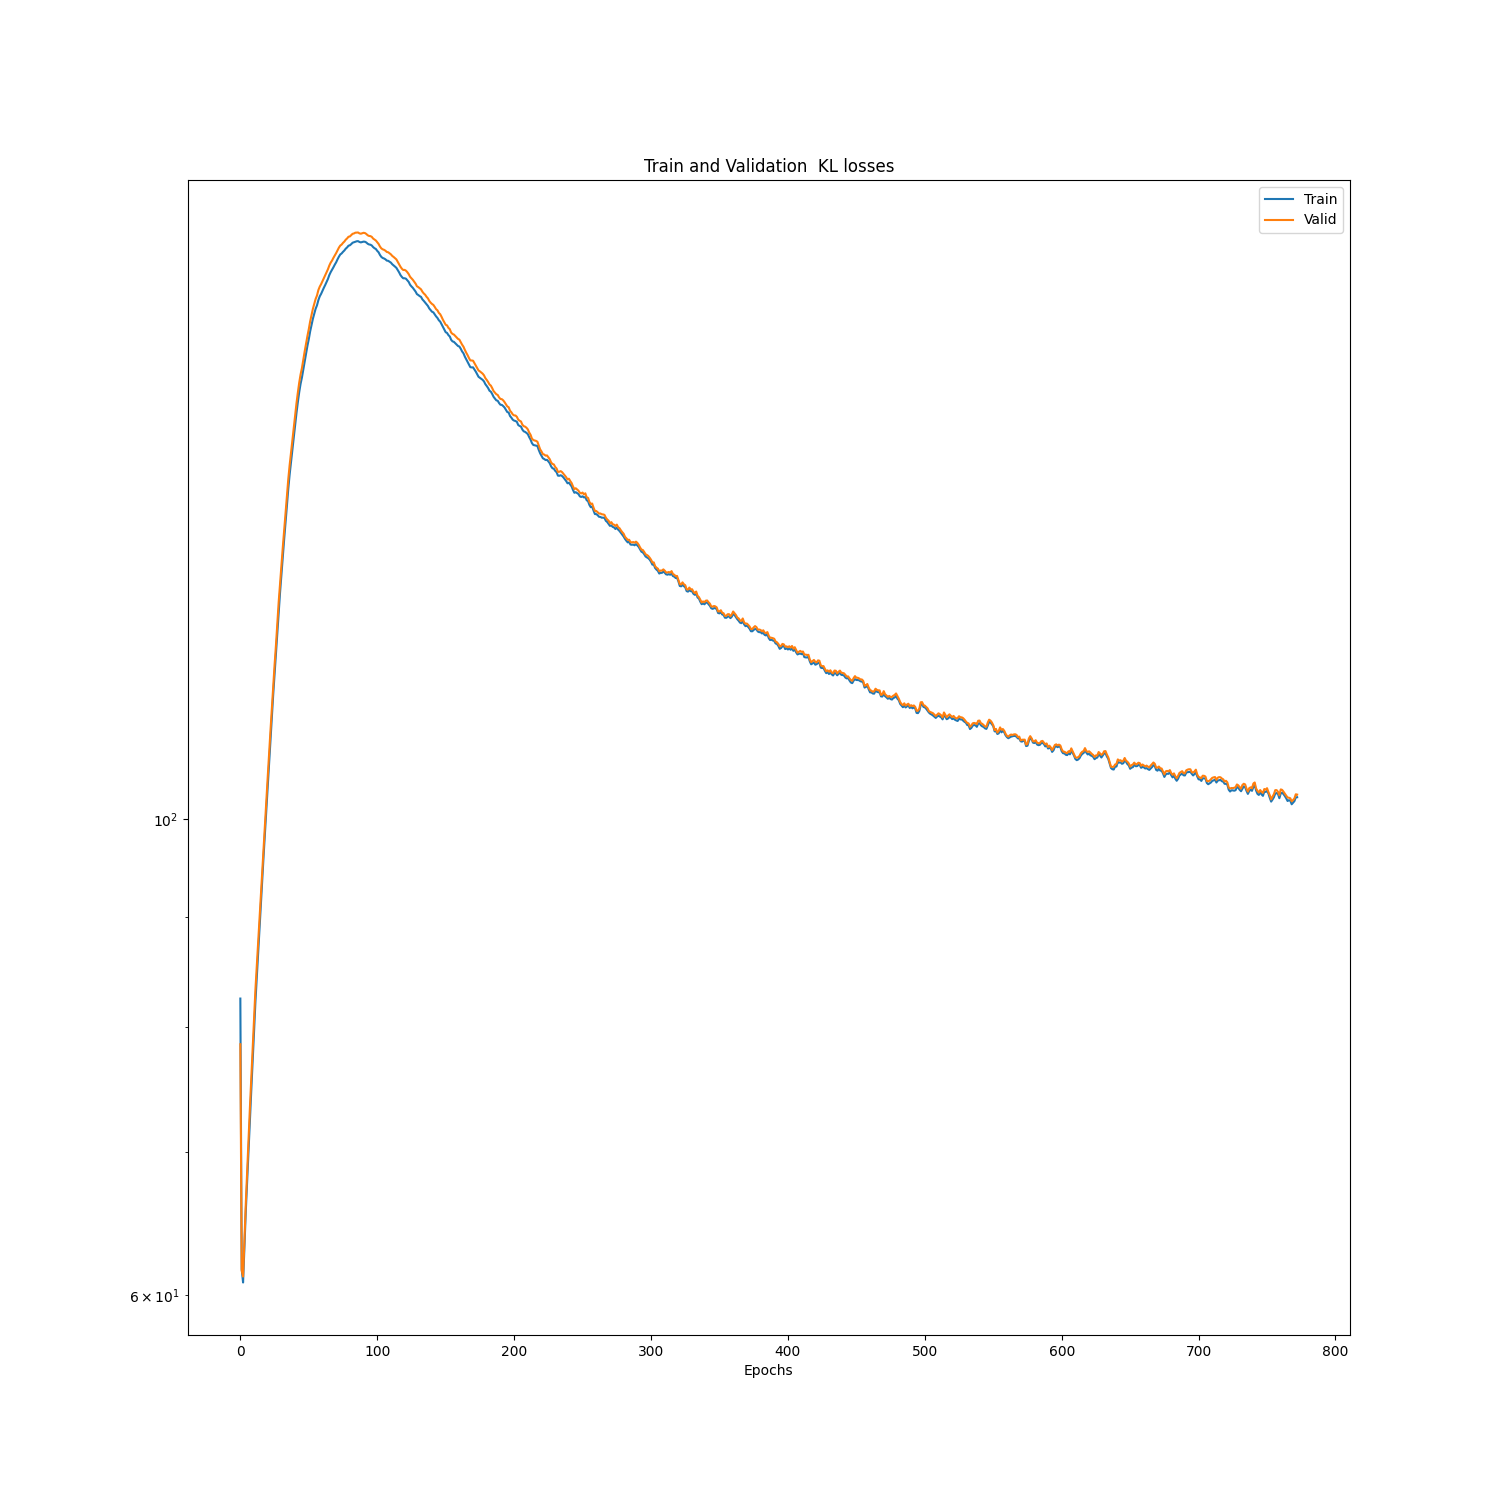 Train and Validation  KL losses
Train
Valid
10²
6 × 10¹
0 100 200 300 400 500 600 700 800
Epochs